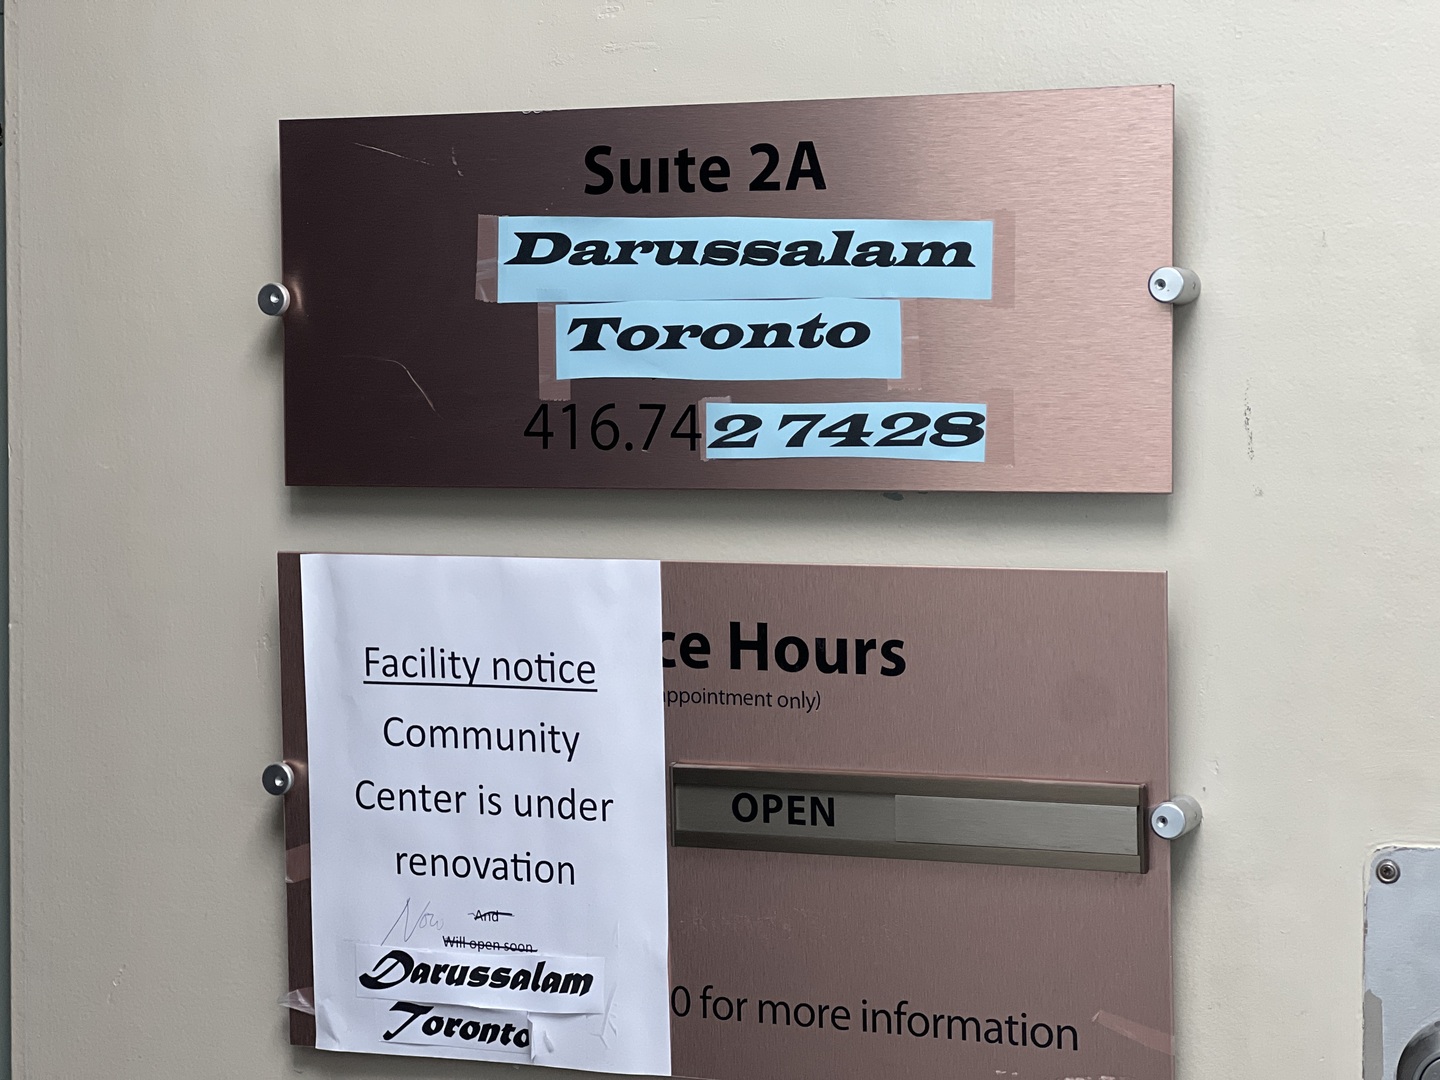 Suite 2A
Darussalam
Toronto
416.742 7428
Facility notice
Community
Center is under
renovation
Now And
Will open soon
Darussalam
Toronto
ce Hours
appointment only)
OPEN
0 for more information